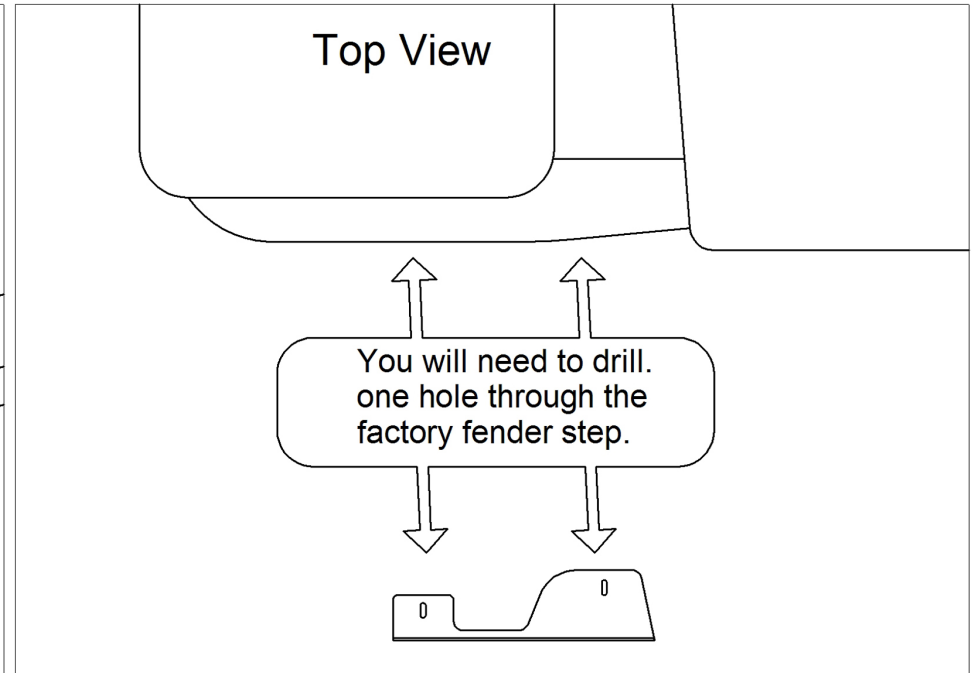 Top View
You will need to drill.
one hole through the
factory fender step.